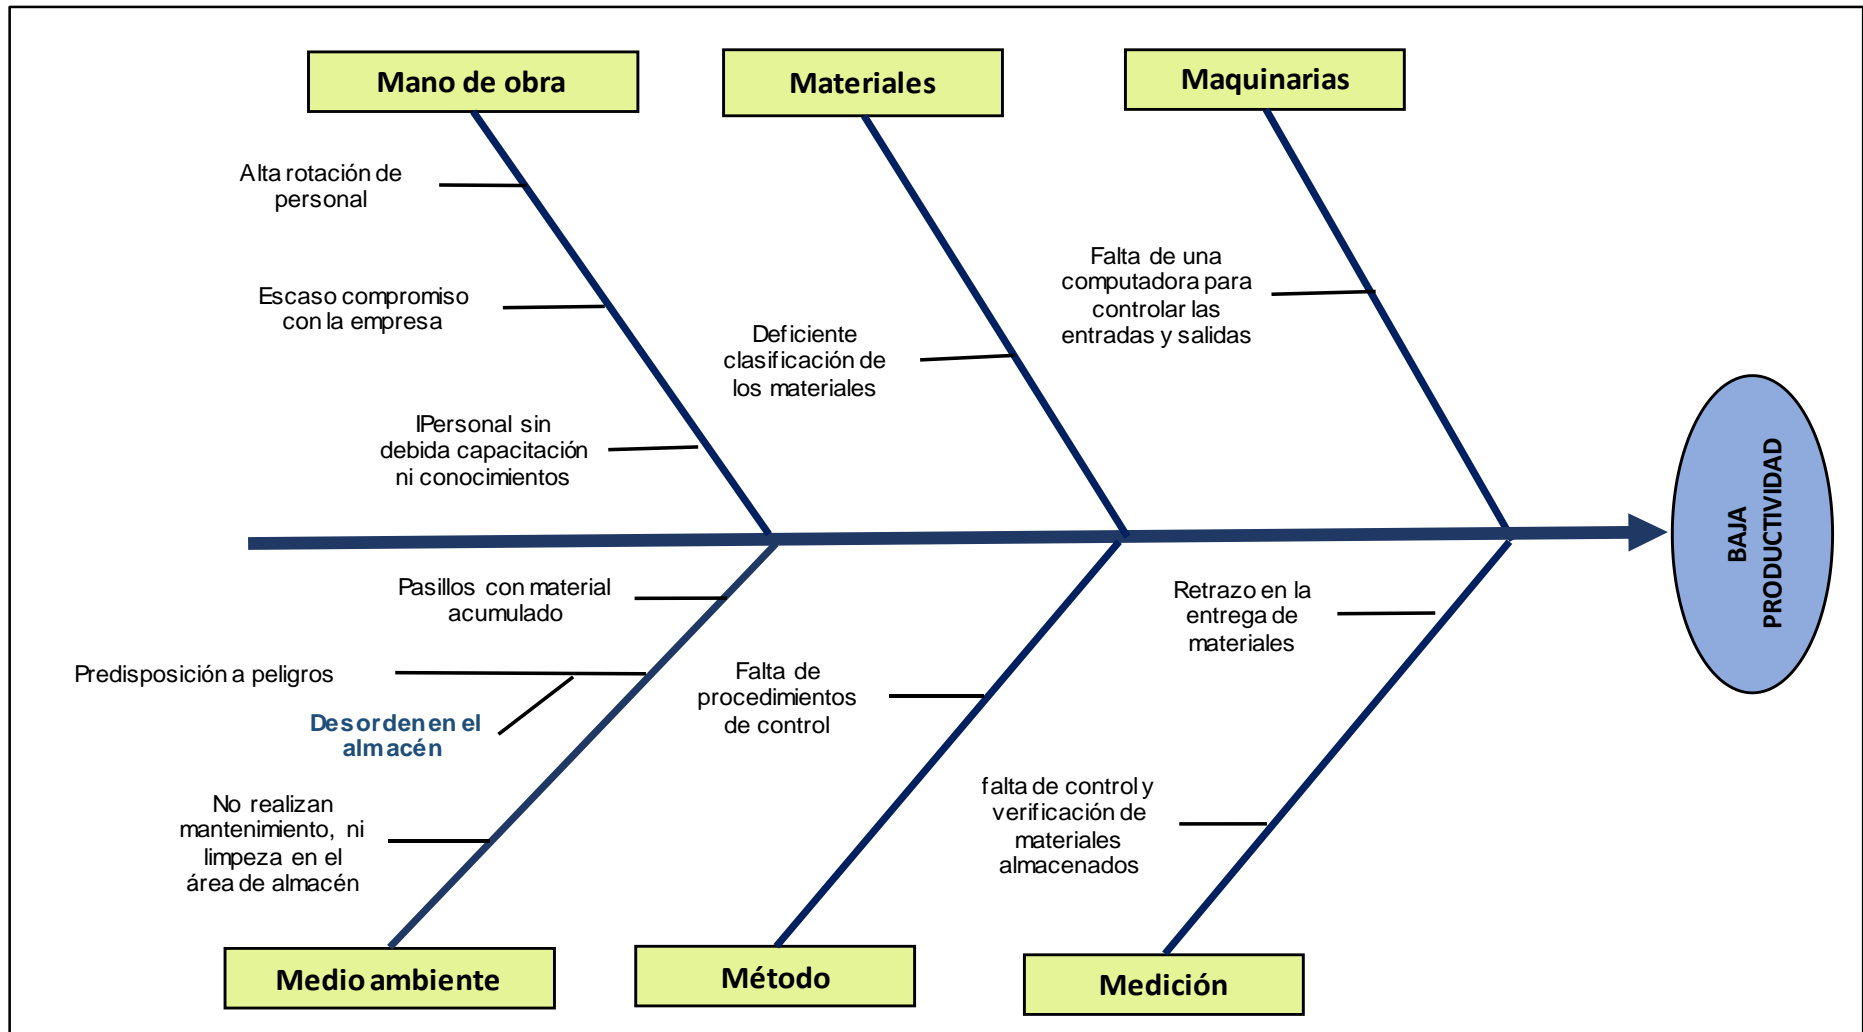 Mano de obra
Materiales
Maquinarias
Alta rotación de
personal
Escaso compromiso
con la empresa
IPersonal sin
debida capacitación
ni conocimientos
Deficiente
clasificación de
los materiales
Falta de una
computadora para
controlar las
entradas y salidas
BAJA
PRODUCTIVIDAD
Pasillos con material
acumulado
Predisposición a peligros
Desorden en el
almacén
No realizan
mantenimiento, ni
limpeza en el
área de almacén
Falta de
procedimientos
de control
Retrazo en la
entrega de
materiales
falta de control y
verificación de
materiales
almacenados
Medio ambiente
Método
Medición